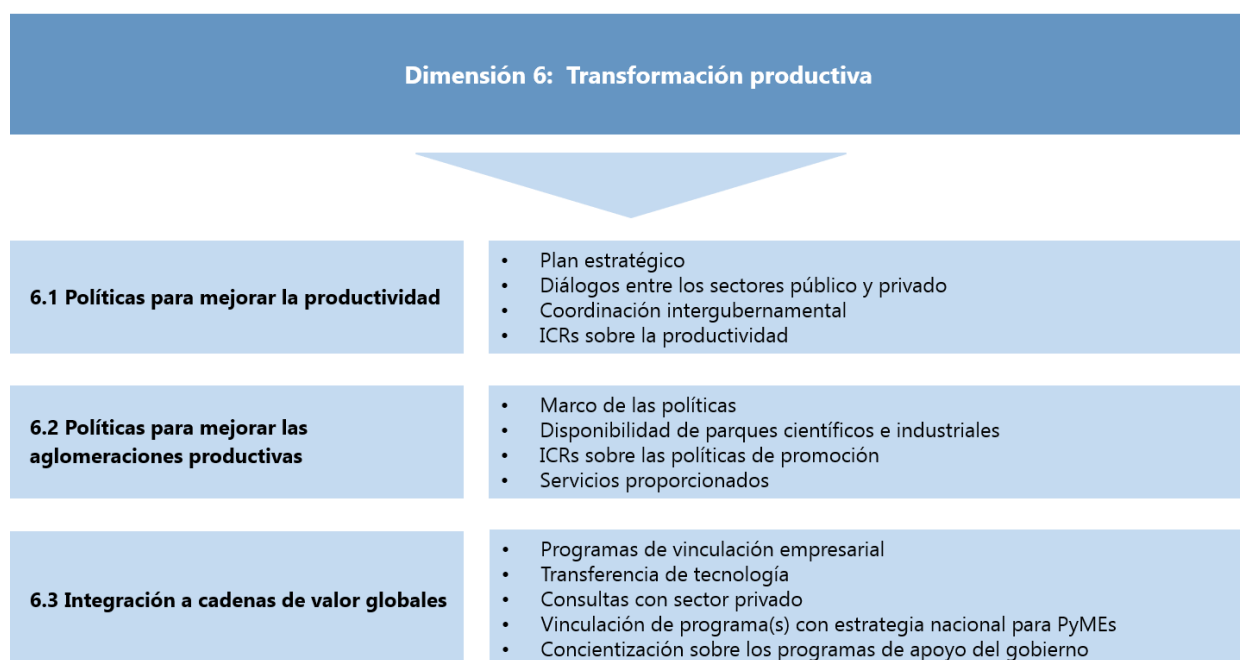 Dimensión 6: Transformación productiva
6.1 Políticas para mejorar la productividad
• Plan estratégico
• Diálogos entre los sectores público y privado
• Coordinación intergubernamental
• ICRs sobre la productividad
6.2 Políticas para mejorar las
aglomeraciones productivas
• Marco de las políticas
• Disponibilidad de parques científicos e industriales
• ICRs sobre las políticas de promoción
• Servicios proporcionados
6.3 Integración a cadenas de valor globales
• Programas de vinculación empresarial
• Transferencia de tecnología
• Consultas con sector privado
• Vinculación de programa(s) con estrategia nacional para PyMEs
• Concientización sobre los programas de apoyo del gobierno